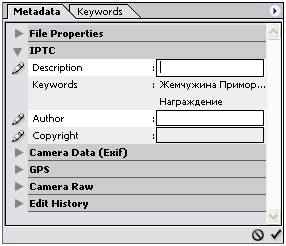 Metadata Keywords
File Properties
IPTC
Description :
Keywords : Жемчужина Примор...
Награждение
Author :
Copyright :
Camera Data (Exif)
GPS
Camera Raw
Edit History